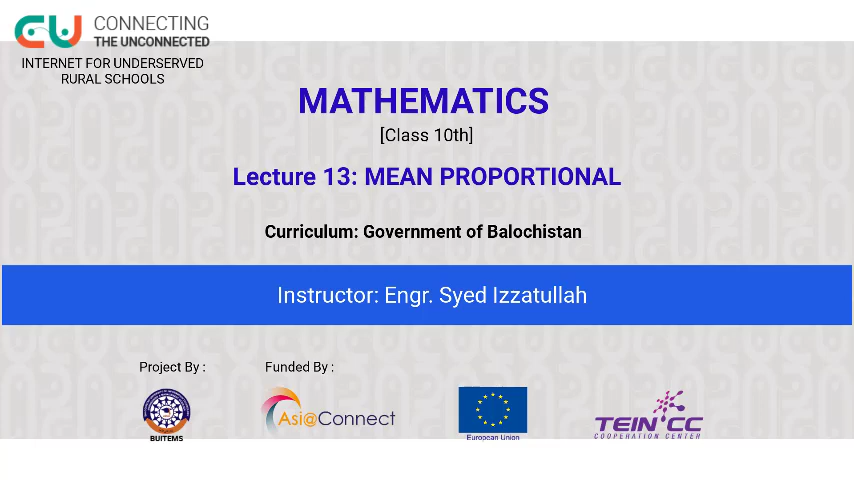 CONNECTING
THE UNCONNECTED
INTERNET FOR UNDERSERVED
RURAL SCHOOLS
MATHEMATICS
[Class 10th]
Lecture 13: MEAN PROPORTIONAL
Curriculum: Government of Balochistan
Instructor: Engr. Syed Izzatullah
Project By :
Funded By :
BUITEMS
Asi@Connect
European Union
TEIN*CC
COOPERATION CENTER